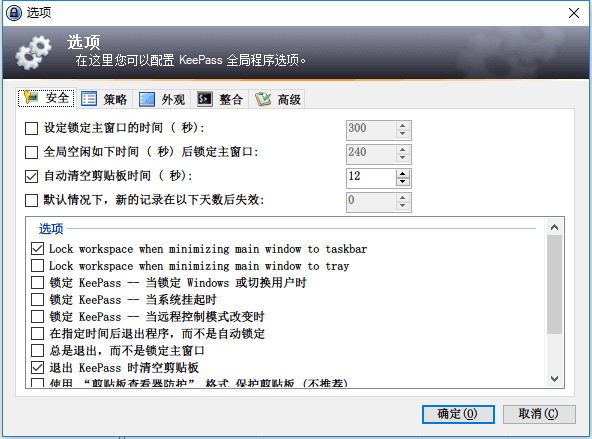 选项
选项
在这里您可以配置 KeePass 全局程序选项。
安全 策略 外观 整合 高级
设定锁定主窗口的时间 ( 秒): 300
全局空闲如下时间 ( 秒) 后锁定主窗口: 240
自动清空剪贴板时间 ( 秒): 12
默认情况下，新的记录在以下天数后失效: 0
选项
Lock workspace when minimizing main window to taskbar
Lock workspace when minimizing main window to tray
锁定 KeePass -- 当锁定 Windows 或切换用户时
锁定 KeePass -- 当系统挂起时
锁定 KeePass -- 当远程控制模式改变时
在指定时间后退出程序，而不是自动锁定
总是退出，而不是锁定主窗口
退出 KeePass 时清空剪贴板
使用 “剪贴板查看器防护” 格式 保护剪贴板 (不推荐)
确定(O) 取消(C)